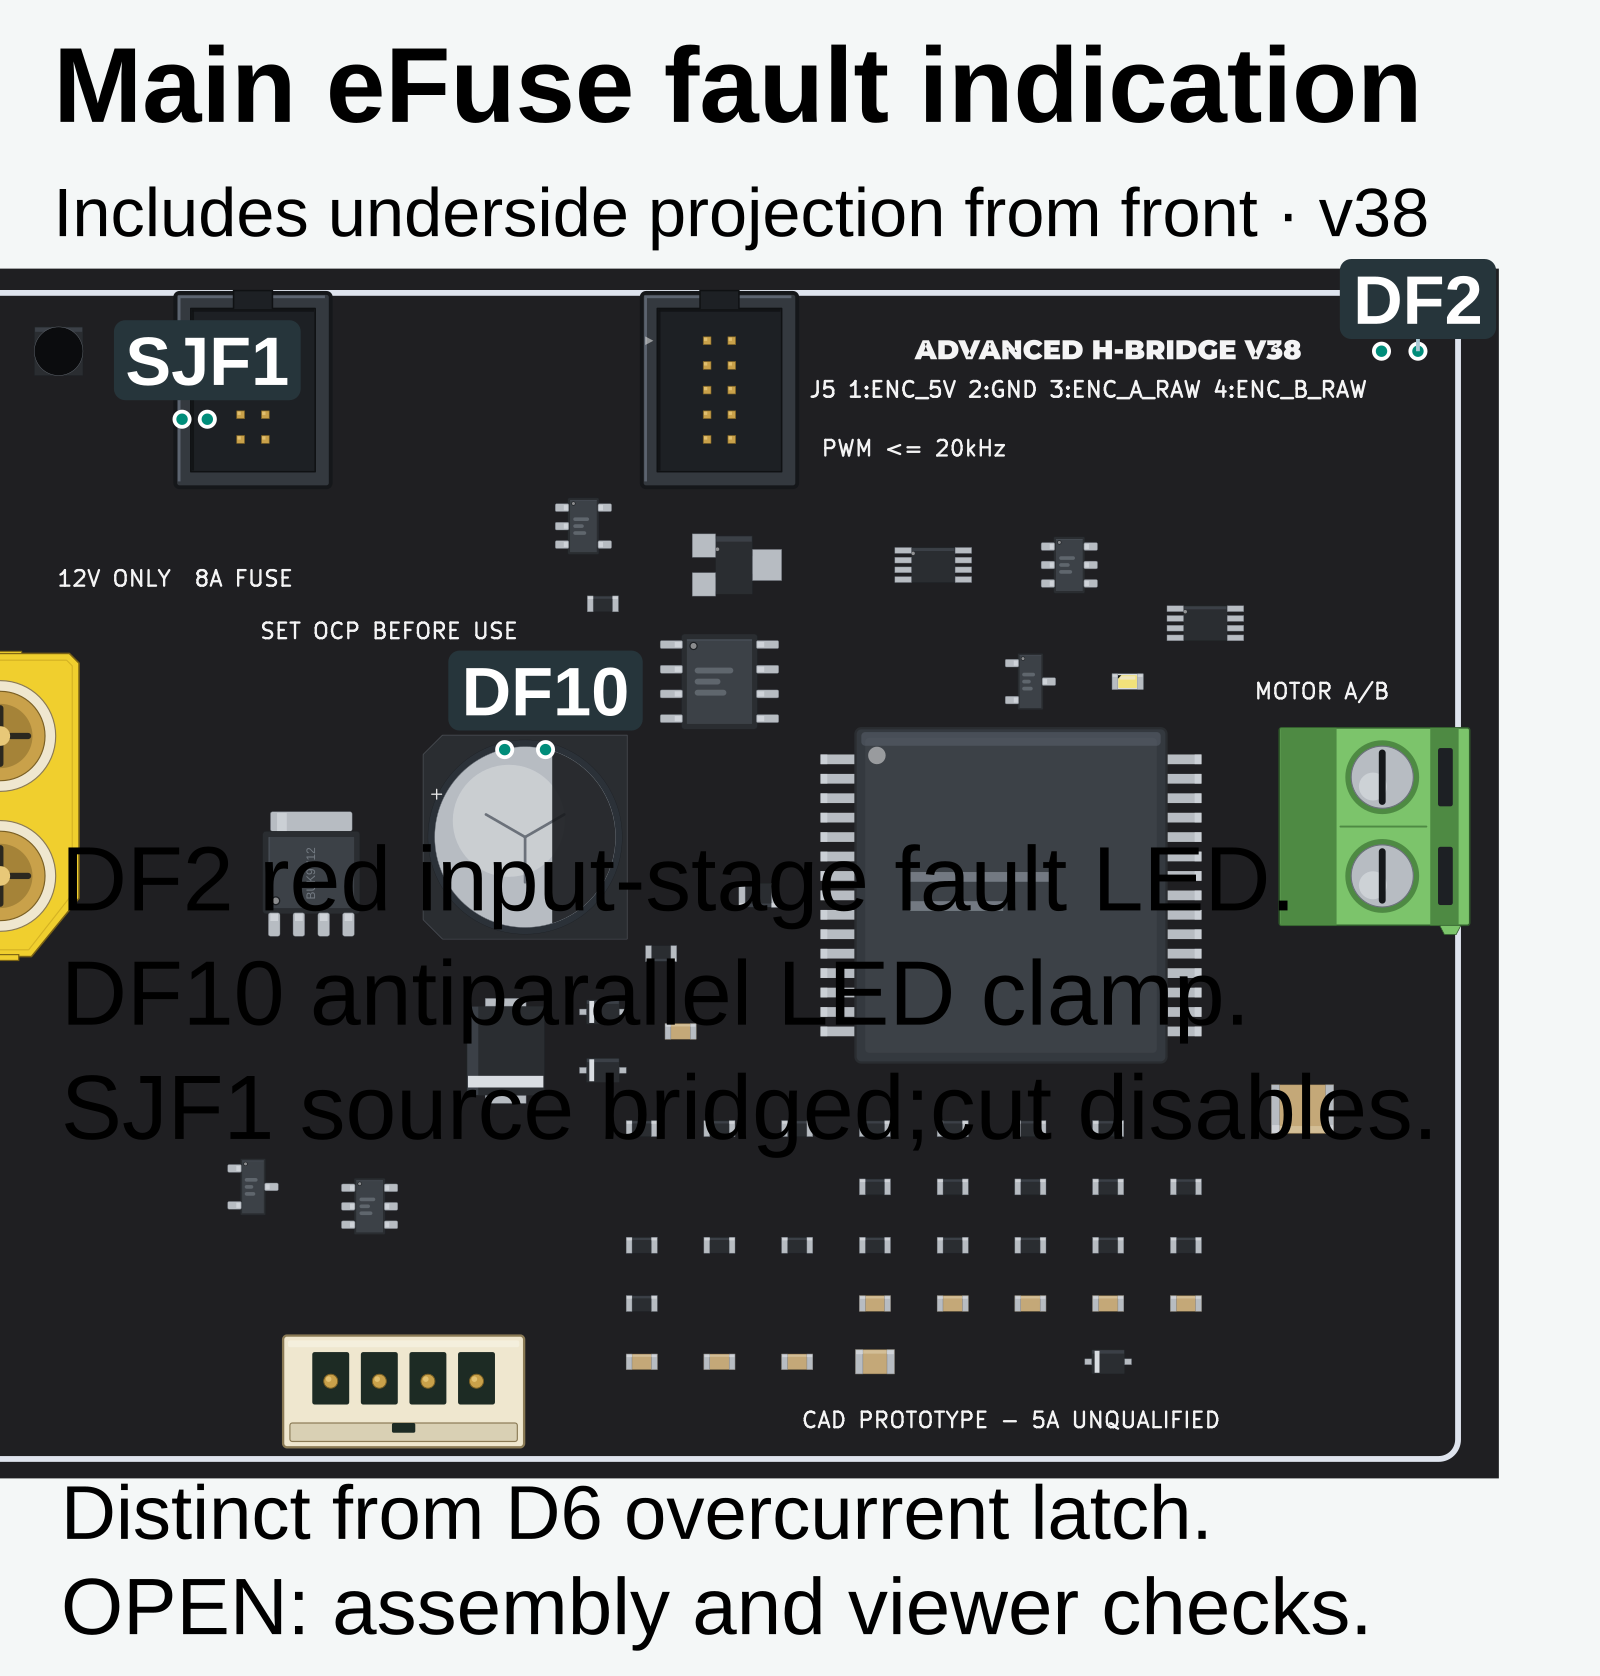 Main eFuse fault indication
Includes underside projection from front · v38
DF2
SJF1
ADVANCED H-BRIDGE V38
J5 1:ENC_5V 2:GND 3:ENC_A_RAW 4:ENC_B_RAW
PWM <= 20kHz
12V ONLY 8A FUSE
SET OCP BEFORE USE
DF10
MOTOR A/B
+
DF2 red input-stage fault LED.
DF10 antiparallel LED clamp.
SJF1 source bridged;cut disables.
CAD PROTOTYPE – 5A UNQUALIFIED
Distinct from D6 overcurrent latch.
OPEN: assembly and viewer checks.